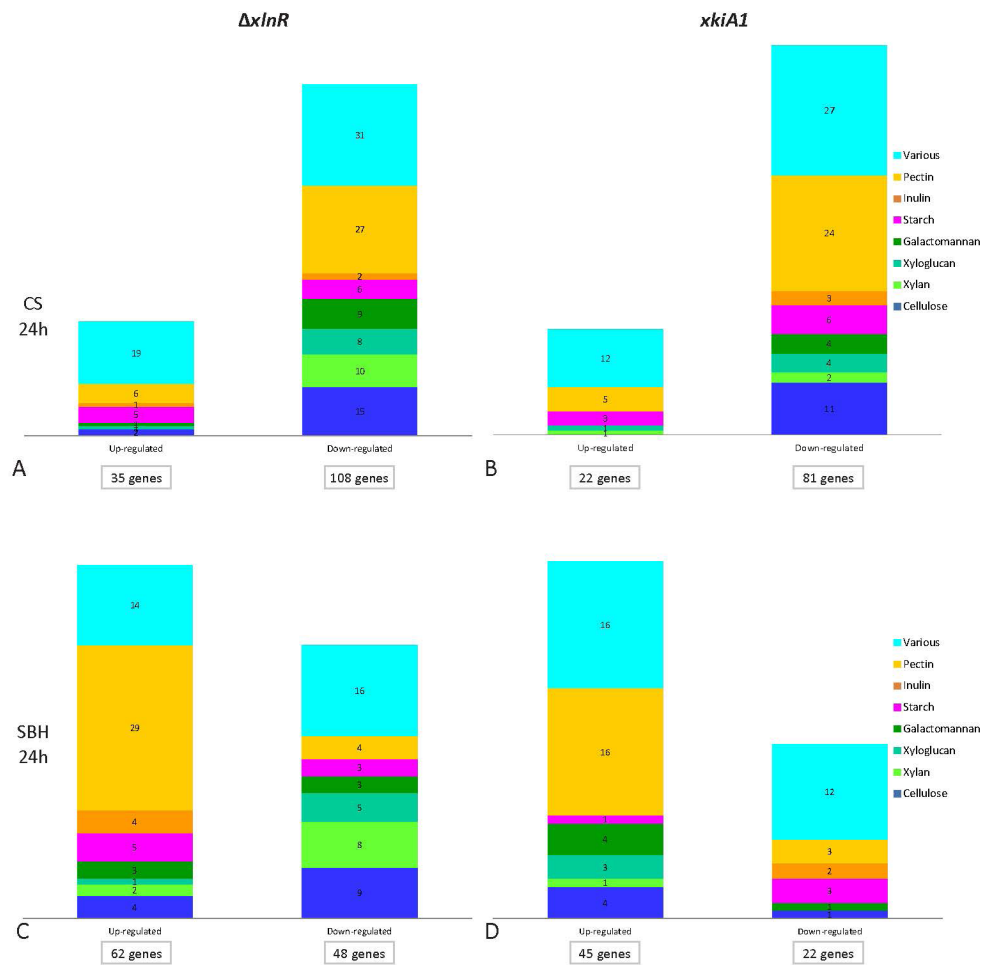 ΔxlnR
xkiA1
CS
24h
31
27
2
6
9
8
10
15
19
6
1
5
1
1
2
Up-regulated
Down-regulated
A
35 genes
108 genes
27
24
3
6
4
4
2
11
12
5
3
1
1
Various
Pectin
Inulin
Starch
Galactomannan
Xyloglucan
Xylan
Cellulose
Up-regulated
Down-regulated
B
22 genes
81 genes
SBH
24h
14
29
4
5
3
1
2
4
16
4
3
3
5
8
9
Up-regulated
Down-regulated
C
62 genes
48 genes
16
16
1
4
3
1
4
12
3
2
3
1
1
Various
Pectin
Inulin
Starch
Galactomannan
Xyloglucan
Xylan
Cellulose
Up-regulated
Down-regulated
D
45 genes
22 genes